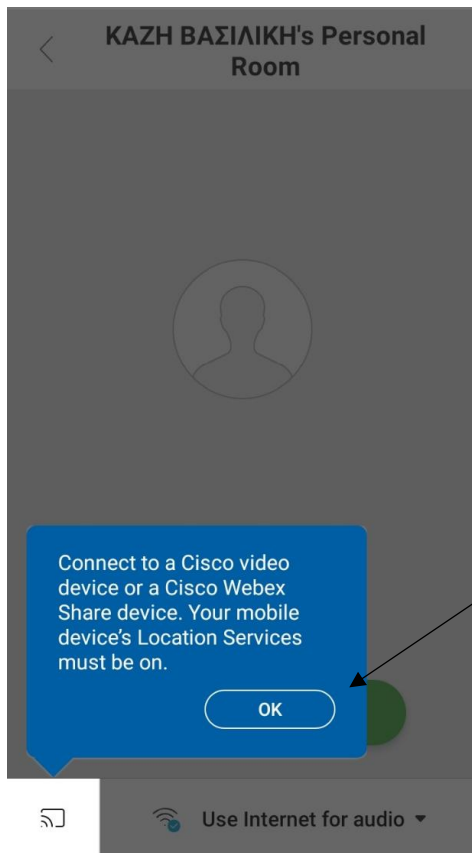 ΚΑΖΗ ΒΑΣΙΛΙΚΗ's Personal
Room
Connect to a Cisco video
device or a Cisco Webex
Share device. Your mobile
device's Location Services
must be on.
OK
Use Internet for audio